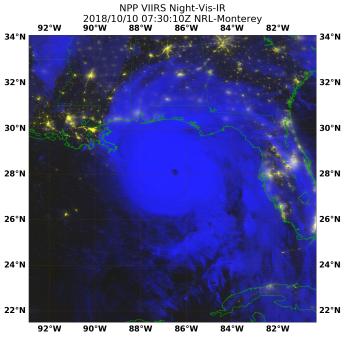 NPP VIIRS Night-Vis-IR
2018/10/10 07:30:10Z NRL-Monterey
92°W 90°W 88°W 86°W 84°W 82°W
34°N 34°N
32°N 32°N
30°N 30°N
28°N 28°N
26°N 26°N
24°N 24°N
22°N 22°N
92°W 90°W 88°W 86°W 84°W 82°W